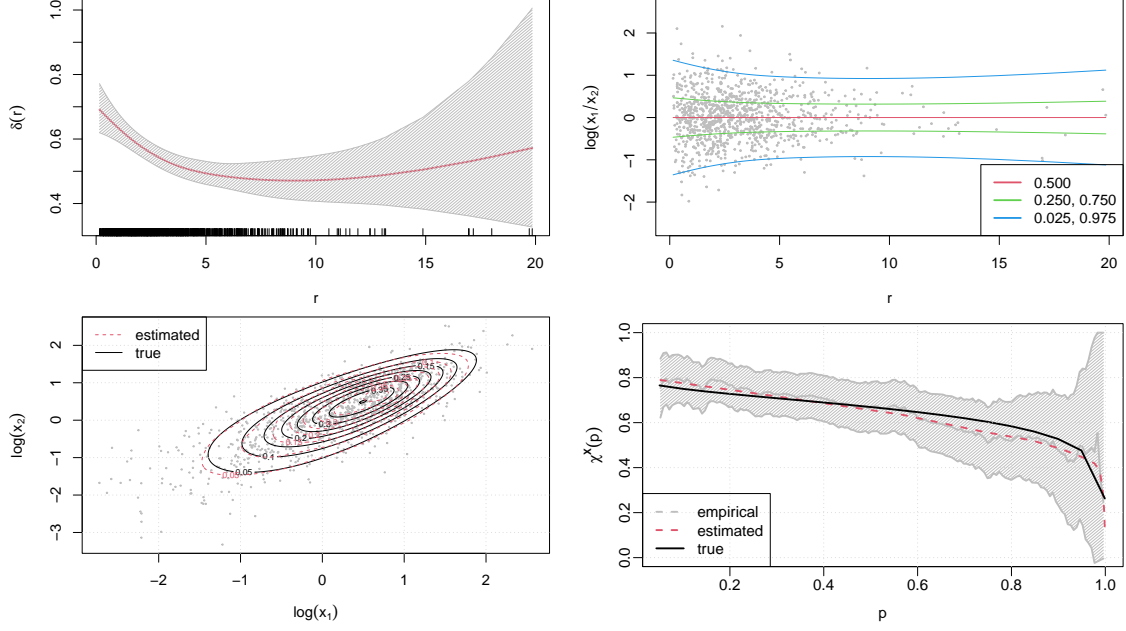 1.0
0.8
0.6
0.4
δ(r)
0 5 10 15 20
r
2
1
0
−1
−2
log(x₁/x₂)
0.500
0.250, 0.750
0.025, 0.975
0 5 10 15 20
r
estimated
true
2
1
0
−1
−2
−3
log(x₂)
0.15
0.25
0.35
0.3
0.2
0.1
0.05
0.05
−2 −1 0 1 2
log(x₁)
1.0
0.8
0.6
0.4
0.2
0.0
χˣ(p)
empirical
estimated
true
0.2 0.4 0.6 0.8 1.0
p